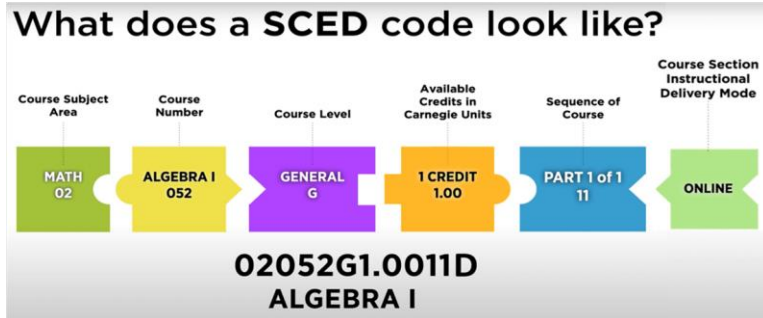 What does a SCED code look like?
Course Subject
Area
Course
Number
Course Level
Available
Credits in
Carnegie Units
Sequence of
Course
Course Section
Instructional
Delivery Mode
MATH
02
ALGEBRA I
052
GENERAL
G
1 CREDIT
1.00
PART 1 of 1
11
ONLINE
02052G1.0011D
ALGEBRA I